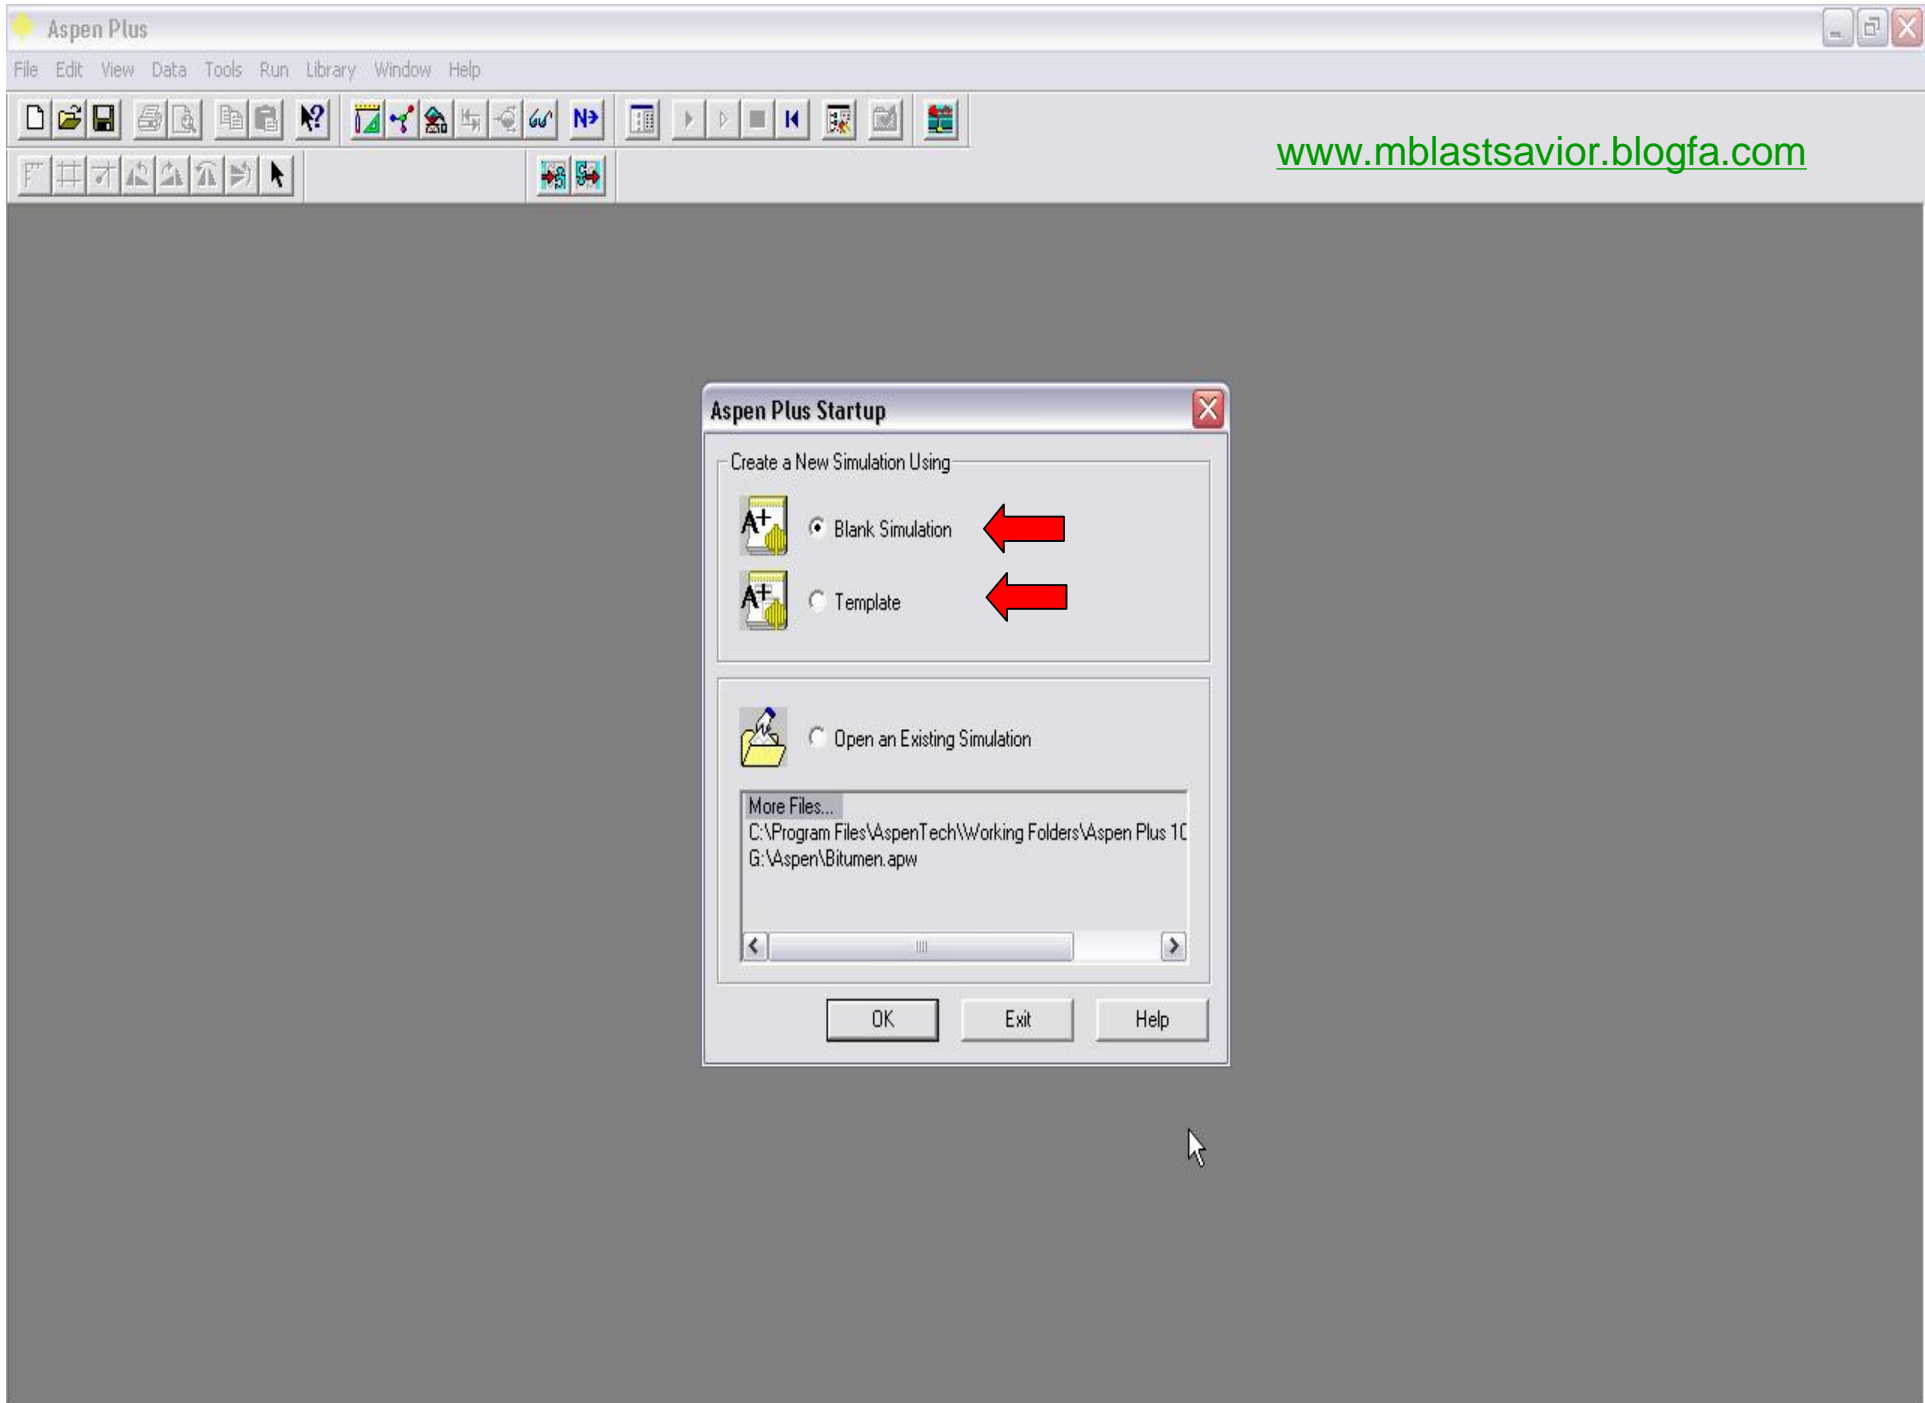 Aspen Plus
File Edit View Data Tools Run Library Window Help
N
www.mblastsavior.blogfa.com
Aspen Plus Startup
Create a New Simulation Using
A+ Blank Simulation
A+ Template
Open an Existing Simulation
More Files...
C:\Program Files\AspenTech\Working Folders\Aspen Plus 10
G:\Aspen\Bitumen.apw
OK Exit Help